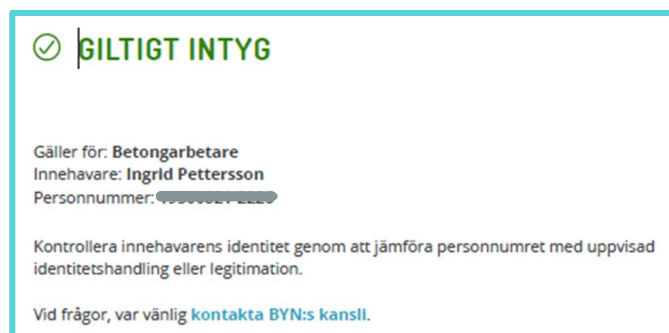 GILTIGT INTYG
Gäller för: Betongarbetare
Innehavare: Ingrid Pettersson
Personnummer:
Kontrollera innehavarens identitet genom att jämföra personnumret med uppvisad
identitetshandling eller legitimation.
Vid frågor, var vänlig kontakta BYN:s kansli.